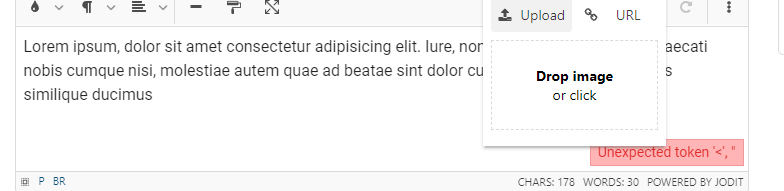 Upload URL
Lorem ipsum, dolor sit amet consectetur adipisicing elit. Iure, non aecati
nobis cumque nisi, molestiae autem quae ad beatae sint dolor cu s
similique ducimus
Drop image
or click
Unexpected token '<', "
P BR CHARS: 178 WORDS: 30 POWERED BY JODIT